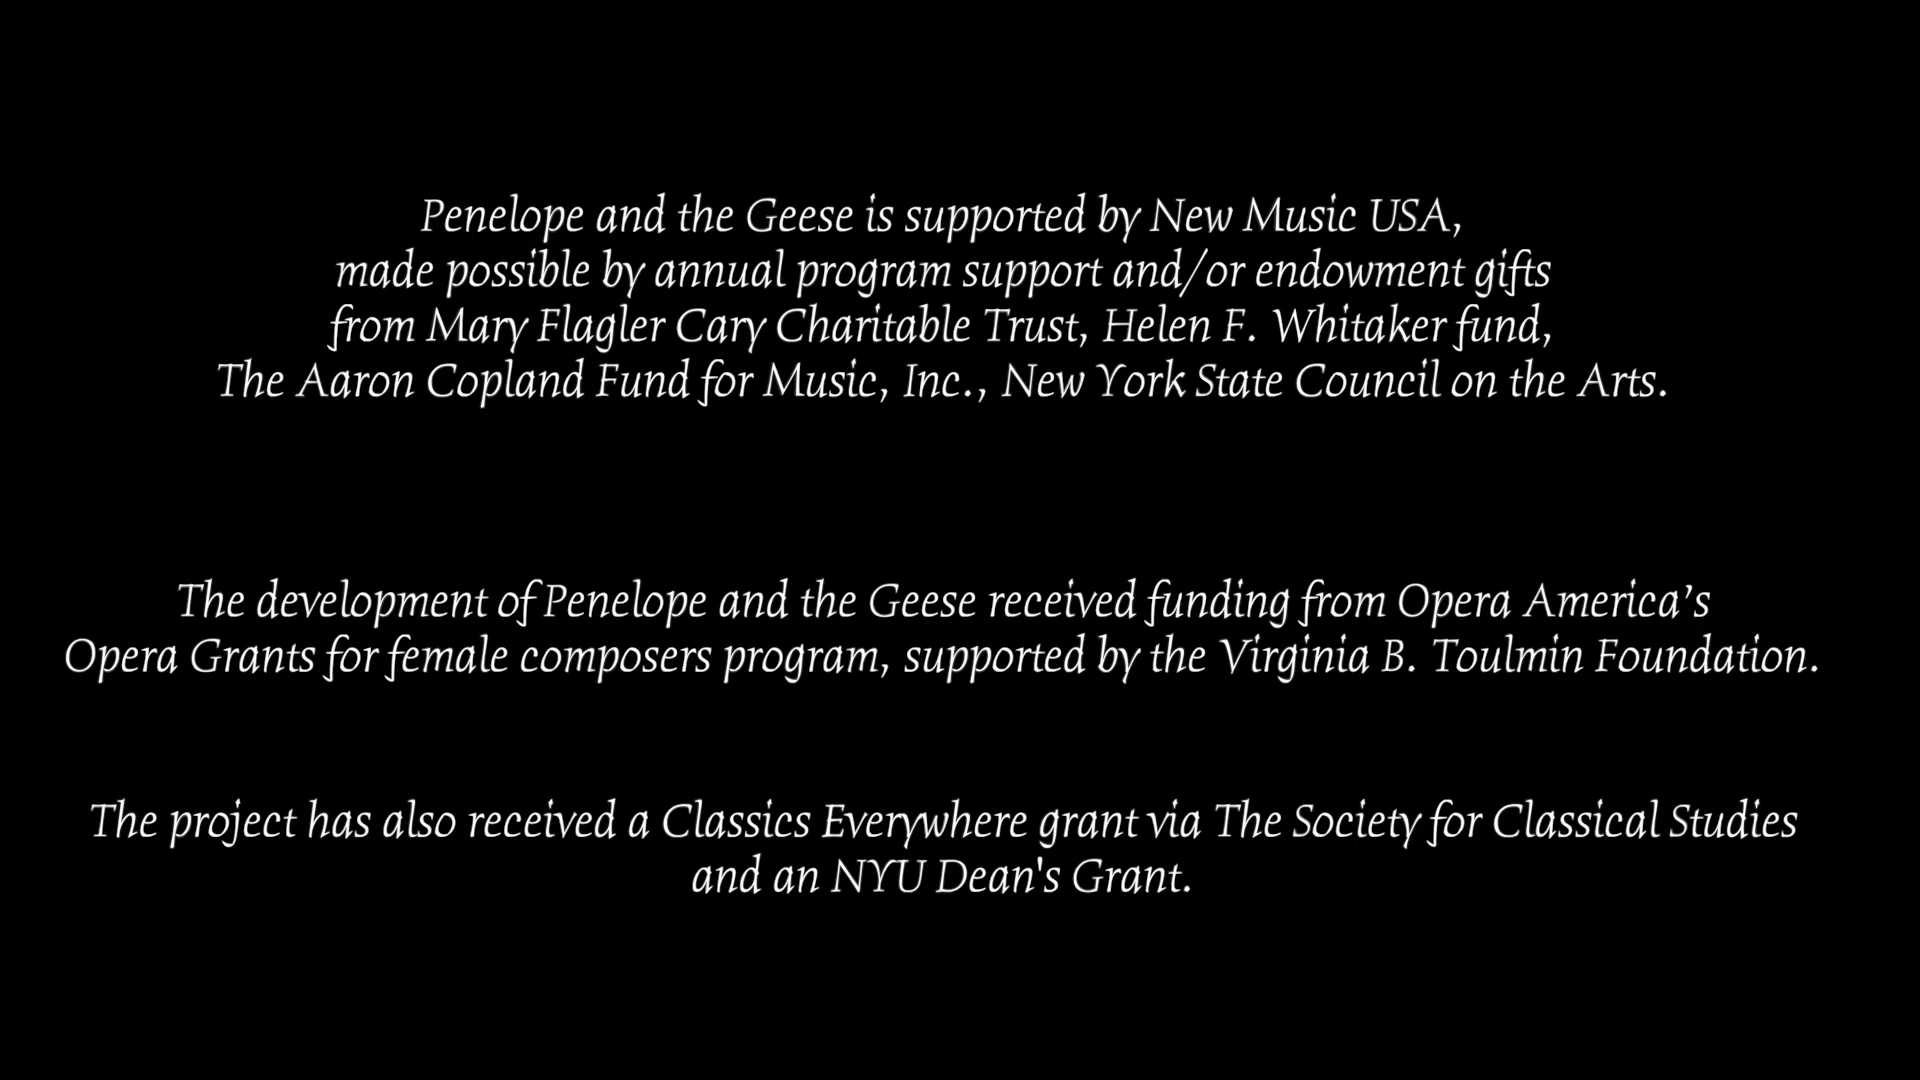 Penelope and the Geese is supported by New Music USA,
made possible by annual program support and/or endowment gifts
from Mary Flagler Cary Charitable Trust, Helen F. Whitaker fund,
The Aaron Copland Fund for Music, Inc., New York State Council on the Arts.
The development of Penelope and the Geese received funding from Opera America’s
Opera Grants for female composers program, supported by the Virginia B. Toulmin Foundation.
The project has also received a Classics Everywhere grant via The Society for Classical Studies
and an NYU Dean's Grant.